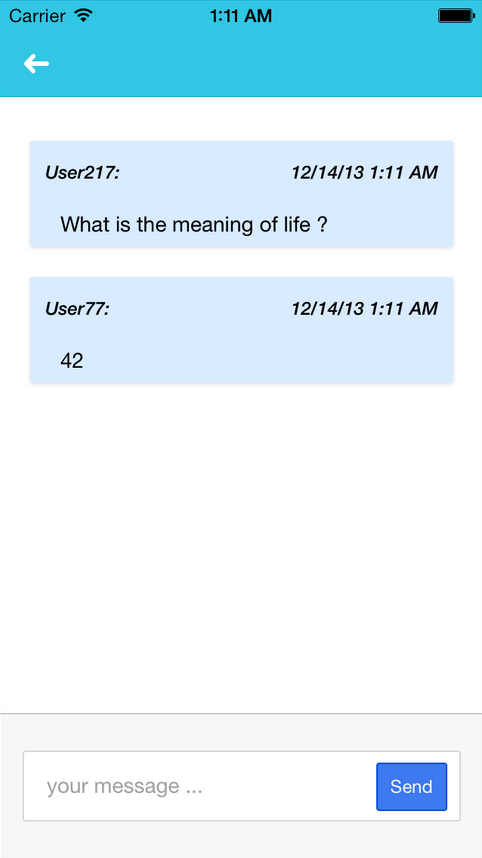 Carrier 1:11 AM
User217: 12/14/13 1:11 AM
What is the meaning of life ?
User77: 12/14/13 1:11 AM
42
your message ... Send